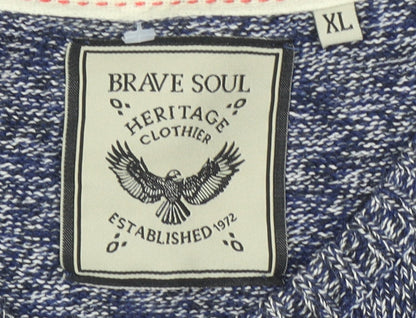 XL
BRAVE SOUL
HERITAGE
CLOTHIER
ESTABLISHED 1972